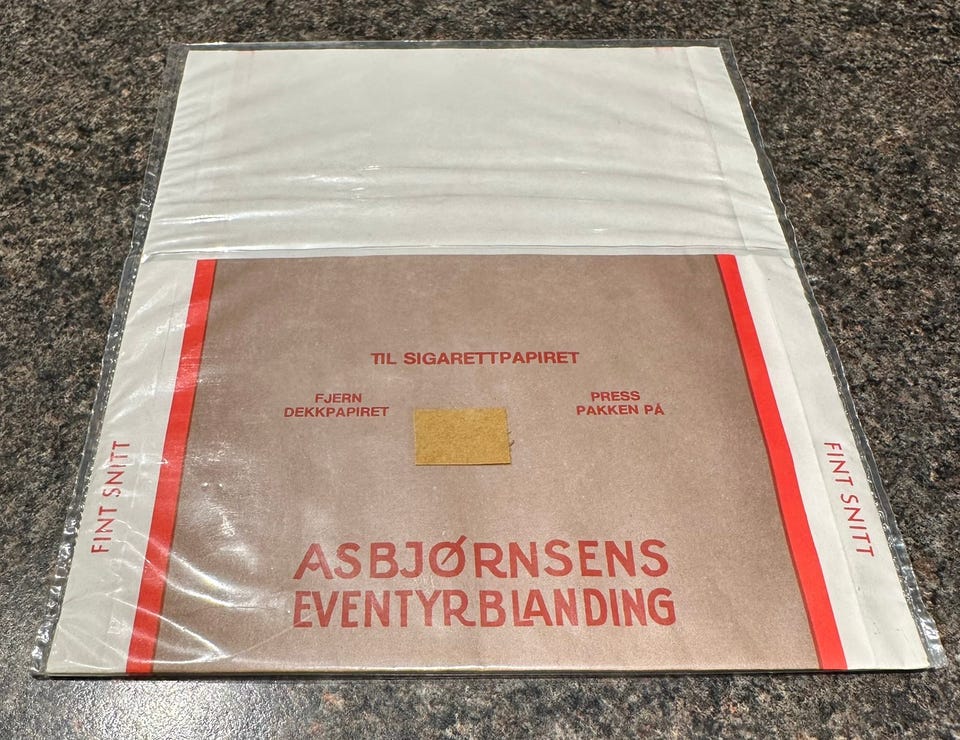 TIL SIGARETTPAPIRET
FJERN
DEKKPAPIRET
PRESS
PAKKEN PÅ
FINT SNITT
FINT SNITT
ASBJØRNSENS
EVENTYRBLANDING